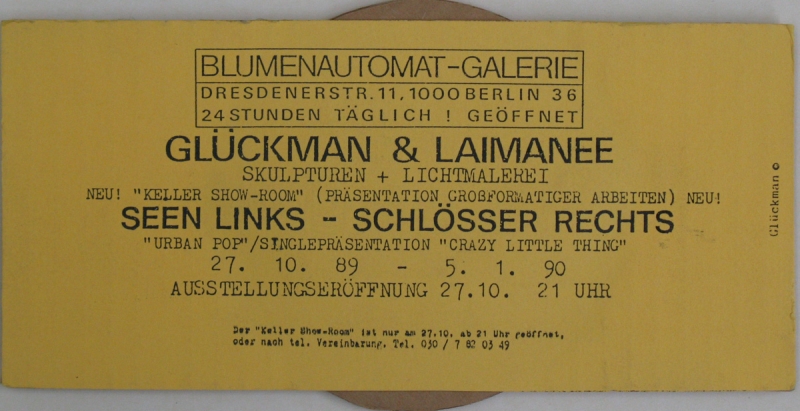 BLUMENAUTOMAT-GALERIE
DRESDENERSTR.11,1000 BERLIN 36
24 STUNDEN TÄGLICH ! GEÖFFNET
GLÜCKMAN & LAIMANEE
SKULPTUREN + LICHTMALEREI
NEU! "KELLER SHOW-ROOM" (PRÄSENTATION GROßFORMATIGER ARBEITEN) NEU!
SEEN LINKS - SCHLÖSSER RECHTS
"URBAN POP"/SINGLEPRÄSENTATION "CRAZY LITTLE THING"
27. 10. 89 - 5. 1. 90
AUSSTELLUNGSERÖFFNUNG 27.10. 21 UHR
Der "Keller Show-Room" ist nur am 27.10. ab 21 Uhr geöffnet,
oder nach tel. Vereinbarung. Tel. 030 / 7 82 03 49
Glückman ©